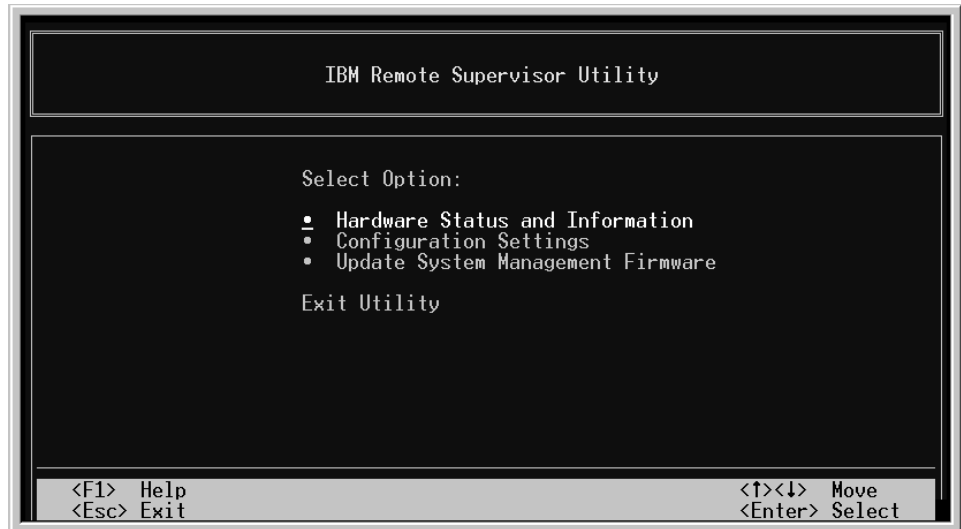 IBM Remote Supervisor Utility
Select Option:
• Hardware Status and Information
• Configuration Settings
• Update System Management Firmware
Exit Utility
<F1> Help <↑><↓> Move
<Esc> Exit <Enter> Select